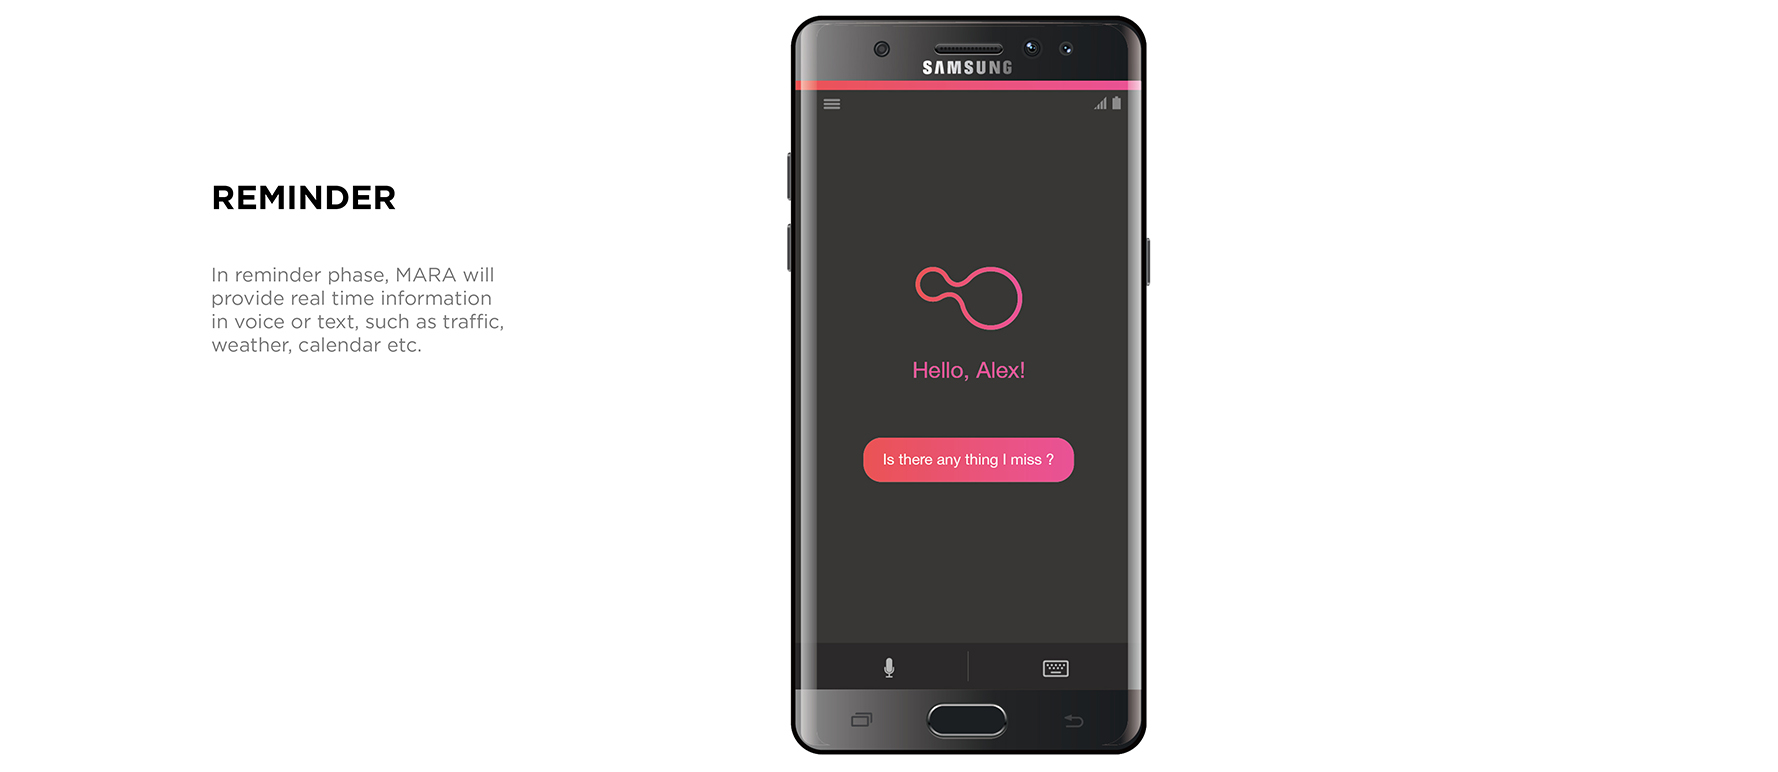 REMINDER
In reminder phase, MARA will
provide real time information
in voice or text, such as traffic,
weather, calendar etc.
SAMSUNG
Hello, Alex!
Is there any thing I miss ?